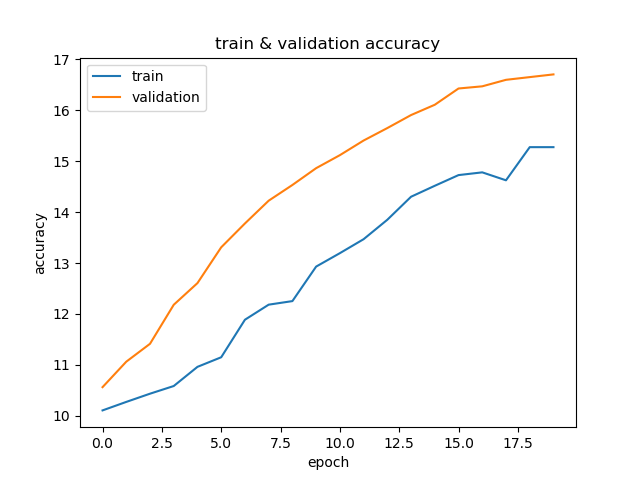 train & validation accuracy
train
validation
accuracy
17
16
15
14
13
12
11
10
0.0 2.5 5.0 7.5 10.0 12.5 15.0 17.5
epoch